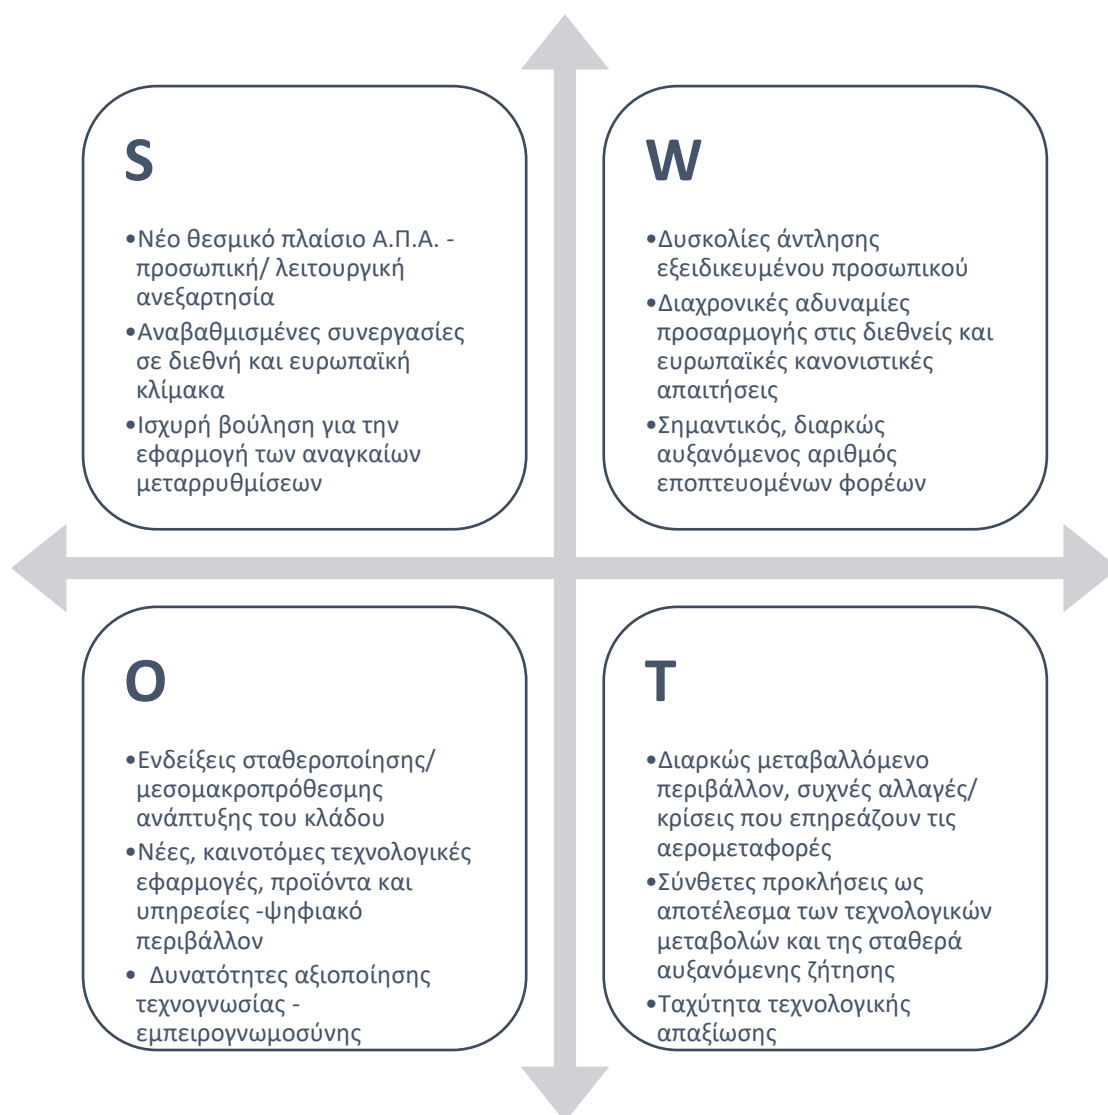 S
•Νέο θεσμικό πλαίσιο Α.Π.Α. -
προσωπική/ λειτουργική
ανεξαρτησία
•Αναβαθμισμένες συνεργασίες
σε διεθνή και ευρωπαϊκή
κλίμακα
•Ισχυρή βούληση για την
εφαρμογή των αναγκαίων
μεταρρυθμίσεων
W
•Δυσκολίες άντλησης
εξειδικευμένου προσωπικού
•Διαχρονικές αδυναμίες
προσαρμογής στις διεθνείς και
ευρωπαϊκές κανονιστικές
απαιτήσεις
•Σημαντικός, διαρκώς
αυξανόμενος αριθμός
εποπτευομένων φορέων
O
•Ενδείξεις σταθεροποίησης/
μεσομακροπρόθεσμης
ανάπτυξης του κλάδου
•Νέες, καινοτόμες τεχνολογικές
εφαρμογές, προϊόντα και
υπηρεσίες -ψηφιακό
περιβάλλον
• Δυνατότητες αξιοποίησης
τεχνογνωσίας -
εμπειρογνωμοσύνης
T
•Διαρκώς μεταβαλλόμενο
περιβάλλον, συχνές αλλαγές/
κρίσεις που επηρεάζουν τις
αερομεταφορές
•Σύνθετες προκλήσεις ως
αποτέλεσμα των τεχνολογικών
μεταβολών και της σταθερά
αυξανόμενης ζήτησης
•Ταχύτητα τεχνολογικής
απαξίωσης